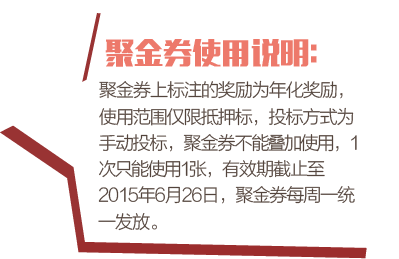 聚金券使用说明:
聚金券上标注的奖励为年化奖励，
使用范围仅限抵押标，投标方式为
手动投标，聚金券不能叠加使用，1
次只能使用1张，有效期截止至
2015年6月26日，聚金券每周一统
一发放。